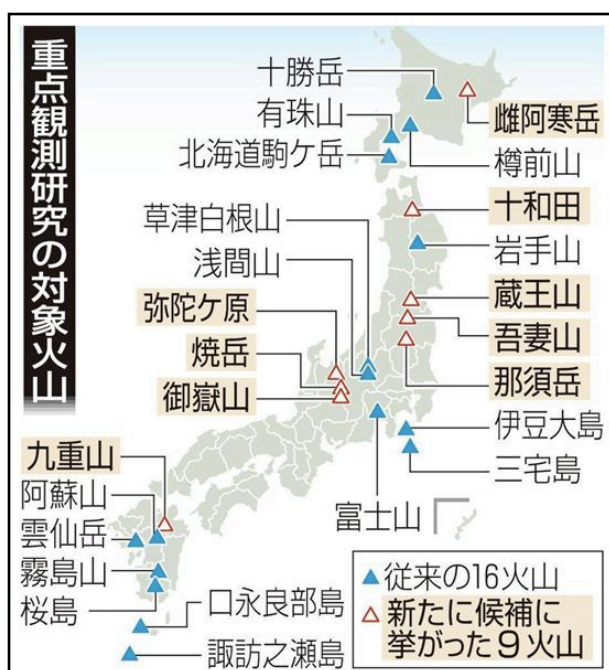 重点観測研究の対象火山
十勝岳
有珠山
北海道駒ケ岳
雌阿寒岳
樽前山
十和田
岩手山
草津白根山
浅間山
弥陀ケ原
焼岳
御嶽山
蔵王山
吾妻山
那須岳
伊豆大島
三宅島
富士山
九重山
阿蘇山
雲仙岳
霧島山
桜島
口永良部島
諏訪之瀬島
▲従来の16火山
△新たに候補に
挙がった9火山